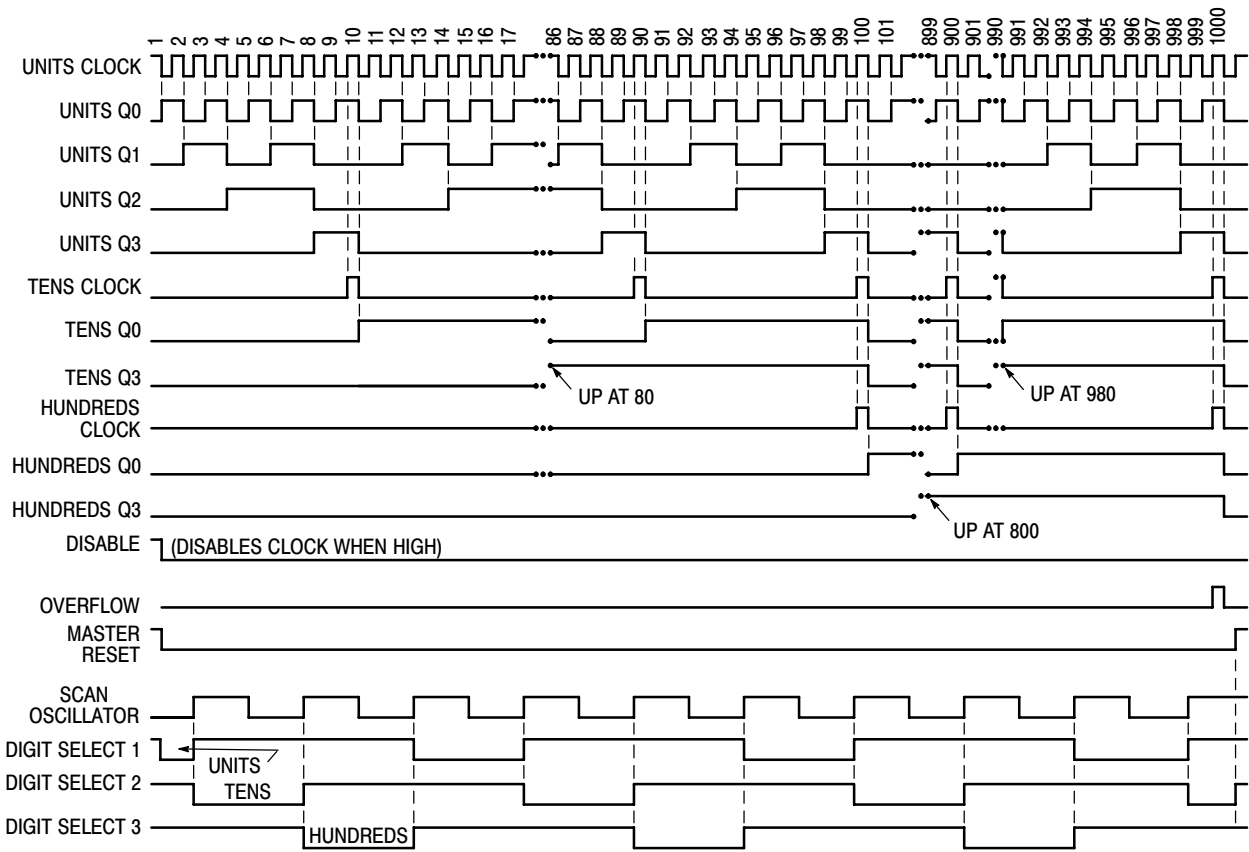 1 2 3 4 5 6 7 8 9 10 11 12 13 14 15 16 17 86 87 88 89 90 91 92 93 94 95 96 97 98 99 100 101 899 900 901 990 991 992 993 994 995 996 997 998 999 1000
UNITS CLOCK
UNITS Q0
UNITS Q1
UNITS Q2
UNITS Q3
TENS CLOCK
TENS Q0
TENS Q3
UP AT 80
UP AT 980
HUNDREDS
CLOCK
HUNDREDS Q0
HUNDREDS Q3
UP AT 800
DISABLE (DISABLES CLOCK WHEN HIGH)
OVERFLOW
MASTER
RESET
SCAN
OSCILLATOR
DIGIT SELECT 1
UNITS
DIGIT SELECT 2
TENS
DIGIT SELECT 3
HUNDREDS